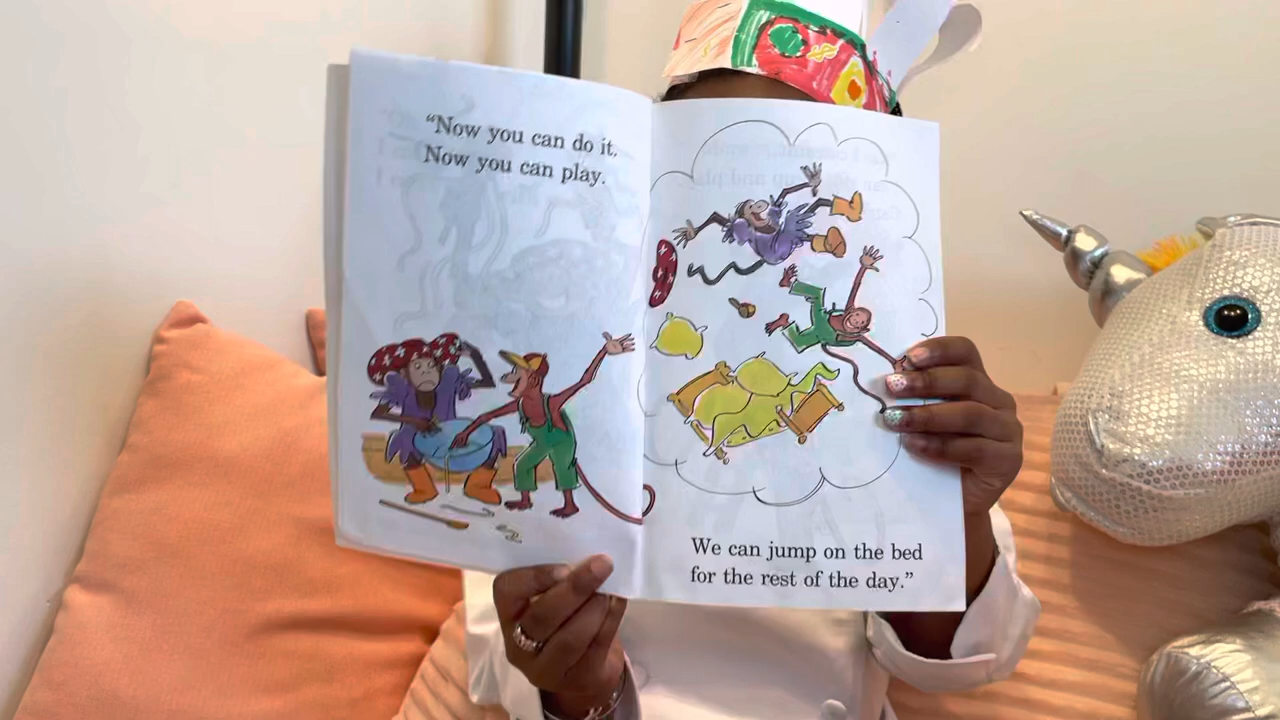 “Now you can do it.
Now you can play.
We can jump on the bed
for the rest of the day.”